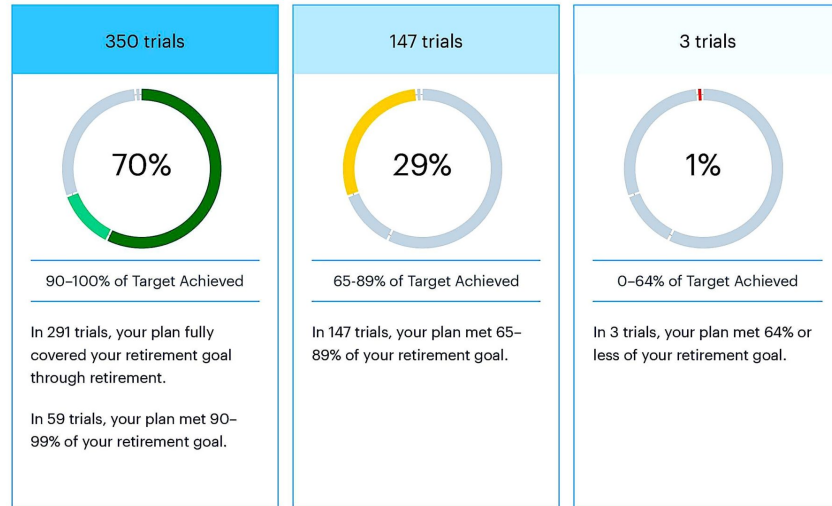 350 trials
70%
90–100% of Target Achieved
In 291 trials, your plan fully
covered your retirement goal
through retirement.
In 59 trials, your plan met 90–
99% of your retirement goal.
147 trials
29%
65-89% of Target Achieved
In 147 trials, your plan met 65–
89% of your retirement goal.
3 trials
1%
0–64% of Target Achieved
In 3 trials, your plan met 64% or
less of your retirement goal.